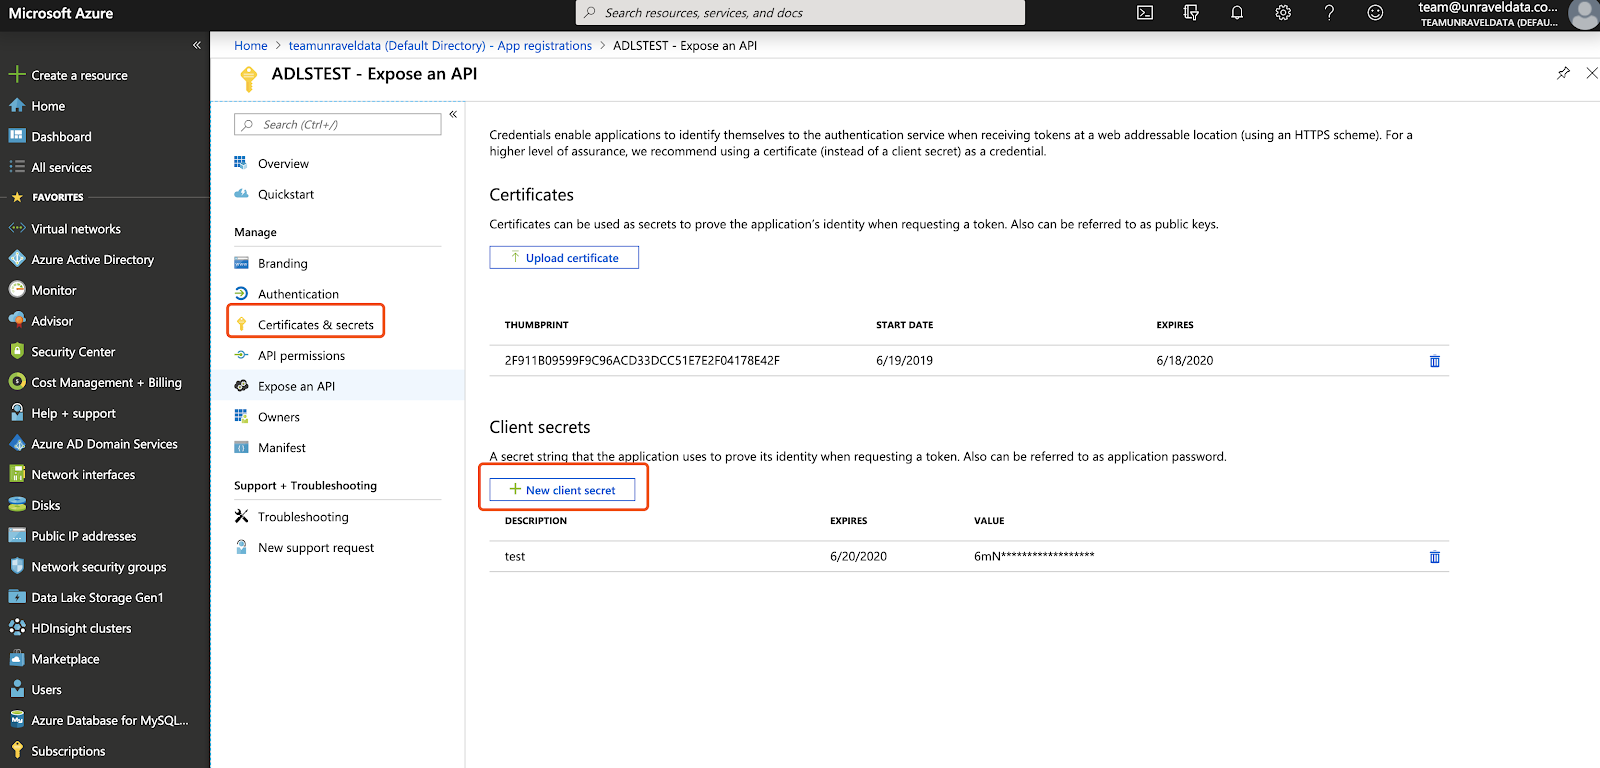 Microsoft Azure
Search resources, services, and docs
team@unraveldata.co...
TEAMUNRAVELDATA (DEFAU...
Create a resource
Home
Dashboard
All services
FAVORITES
Virtual networks
Azure Active Directory
Monitor
Advisor
Security Center
Cost Management + Billing
Help + support
Azure AD Domain Services
Network interfaces
Disks
Public IP addresses
Network security groups
Data Lake Storage Gen1
HDInsight clusters
Marketplace
Users
Azure Database for MySQL...
Subscriptions
Home > teamunraveldata (Default Directory) - App registrations > ADLSTEST - Expose an API
ADLSTEST - Expose an API
Search (Ctrl+/)
Overview
Quickstart
Manage
Branding
Authentication
Certificates & secrets
API permissions
Expose an API
Owners
Manifest
Support + Troubleshooting
Troubleshooting
New support request
Credentials enable applications to identify themselves to the authentication service when receiving tokens at a web addressable location (using an HTTPS scheme). For a
higher level of assurance, we recommend using a certificate (instead of a client secret) as a credential.
Certificates
Certificates can be used as secrets to prove the application's identity when requesting a token. Also can be referred to as public keys.
Upload certificate
THUMBPRINT START DATE EXPIRES
2F911B09599F9C96ACD33DCC51E7E2F04178E42F 6/19/2019 6/18/2020
Client secrets
A secret string that the application uses to prove its identity when requesting a token. Also can be referred to as application password.
New client secret
DESCRIPTION EXPIRES VALUE
test 6/20/2020 6mN******************